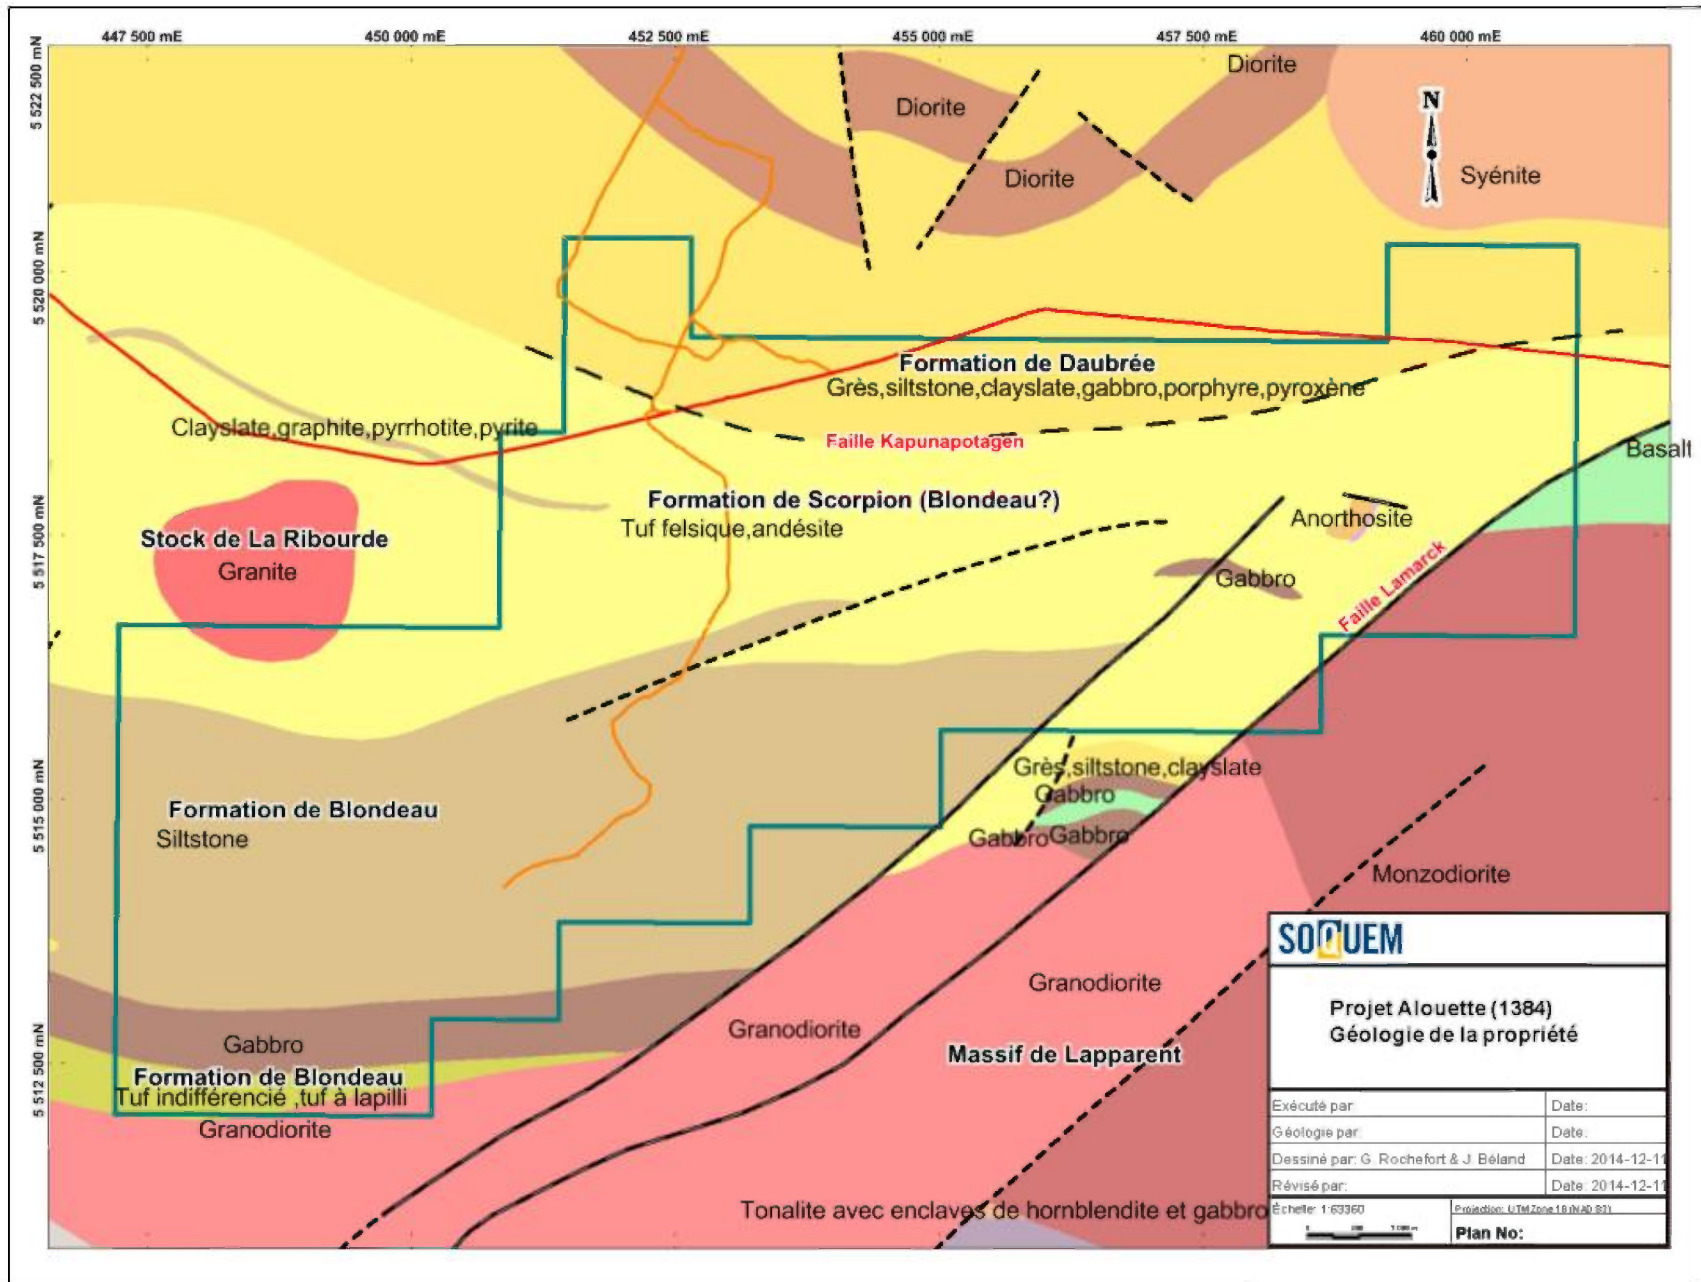 447 500 mE
450 000 mE
452 500 mE
455 000 mE
457 500 mE
460 000 mE
5 522 500 mN
5 520 000 mN
5 517 500 mN
5 515 000 mN
5 512 500 mN
Diorite
Diorite
Diorite
N
Syénite
Formation de Daubrée
Grès,siltstone,clayslate,gabbro,porphyre,pyroxène
Clayslate,graphite,pyrrhotite,pyrite
Faille Kapunapotagen
Basalt
Formation de Scorpion (Blondeau?)
Tuf felsique,andésite
Anorthosite
Stock de La Ribourde
Granite
Gabbro
Faille Lamarck
Grès,siltstone,clayslate
Gabbro
Gabbro
Gabbro
Formation de Blondeau
Siltstone
Monzodiorite
Granodiorite
Granodiorite
Massif de Lapparent
Gabbro
Formation de Blondeau
Tuf indifférencié ,tuf à lapilli
Granodiorite
Tonalite avec enclaves de hornblendite et gabbro
SOQUEM
Projet Alouette (1384)
Géologie de la propriété
Exécuté par:
Date:
Géologie par:
Date:
Dessiné par: G. Rochefort & J. Béland
Date: 2014-12-11
Révisé par:
Date: 2014-12-11
Échelle: 1:63360
Projection: UTM Zone 18 (NAD 83)
Plan No: